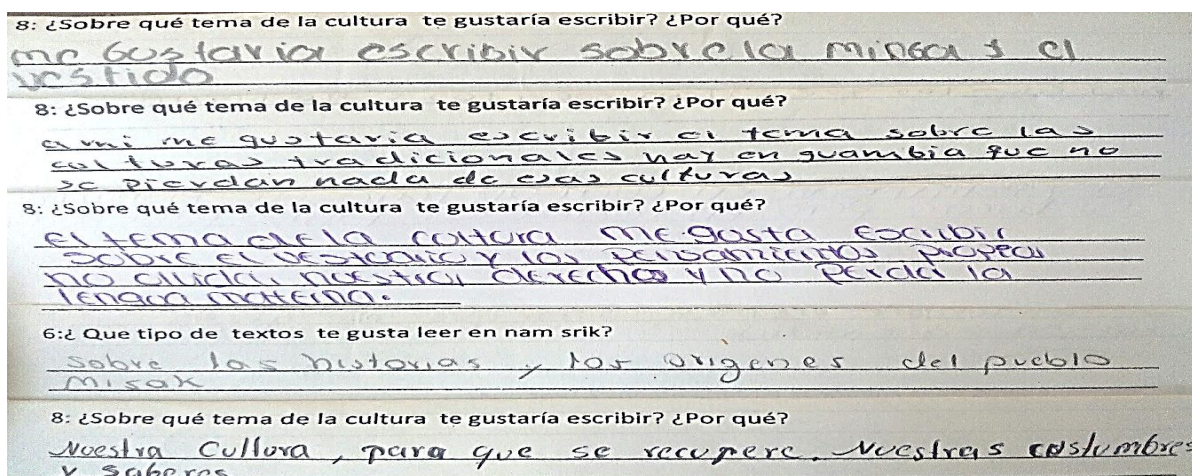 8: ¿Sobre qué tema de la cultura te gustaría escribir? ¿Por qué?
me Gustaria escribir sobre la minga y el
vestido
8: ¿Sobre qué tema de la cultura te gustaría escribir? ¿Por qué?
a mi me gustaria escribir el tema sobre las
culturas tradicionales hay en guambia que no
se pierdan nada de esas culturas
8: ¿Sobre qué tema de la cultura te gustaría escribir? ¿Por qué?
El tema de la coltura me gusta escribir
sobre el vestuario y los pensamientos propear
no olvida nuestra derechos y no perda la
lengua materna.
6:¿ Que tipo de textos te gusta leer en nam srik?
sobre las historias y los origenes del pueblo
misak
8: ¿Sobre qué tema de la cultura te gustaría escribir? ¿Por qué?
Nuestra Cultura, para que se recupere. Nuestras costumbres
y saberes